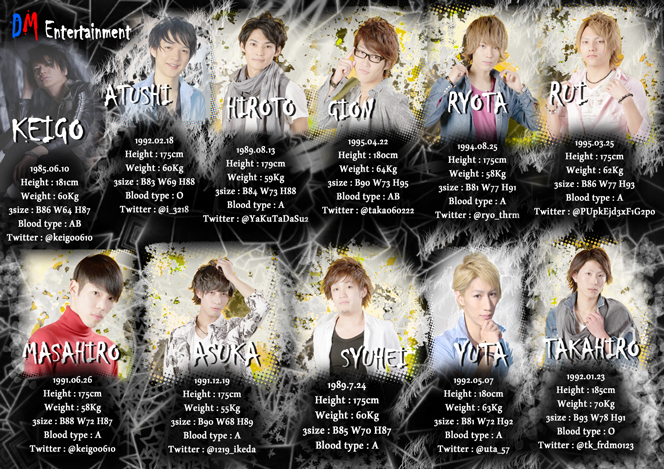 DM Entertainment
KEIGO
1985.06.10
Height : 181cm
Weight : 60Kg
3size : B86 W64 H87
Blood type : AB
Twitter : @keigo0610
ATUSHI
1992.02.18
Height : 175cm
Weight : 60Kg
3size : B83 W69 H88
Blood type : O
Twitter : @i_3218
HIROTO
1989.08.13
Height : 179cm
Weight : 59Kg
3size : B84 W73 H88
Blood type : A
Twitter : @YaKuTaDaSu2
GION
1995.04.22
Height : 180cm
Weight : 64Kg
3size : B90 W73 H95
Blood type : AB
Twitter : @takao60222
RYOTA
1994.08.25
Height : 175cm
Weight : 58Kg
3size : B81 W77 H91
Blood type : A
Twitter : @ryo_thrm
RUI
1995.03.25
Height : 175cm
Weight : 62Kg
3size : B86 W77 H93
Blood type : A
Twitter : @PUpkEjd3xF1G2po
MASAHIRO
1991.06.26
Height : 175cm
Weight : 58Kg
3size : B88 W72 H87
Blood type : A
Twitter : @keigo0610
ASUKA
1991.12.19
Height : 175cm
Weight : 55Kg
3size : B90 W68 H89
Blood type : A
Twitter : @1219_ikeda
SYUHEI
1989.7.24
Height : 175cm
Weight : 60Kg
3size : B85 W70 H87
Blood type : A
YUTA
1992.05.07
Height : 180cm
Weight : 63Kg
3size : B81 W72 H92
Blood type : A
Twitter : @uta_57
TAKAHIRO
1992.01.23
Height : 185cm
Weight : 70Kg
3size : B93 W78 H91
Blood type : O
Twitter : @tk_frdm0123